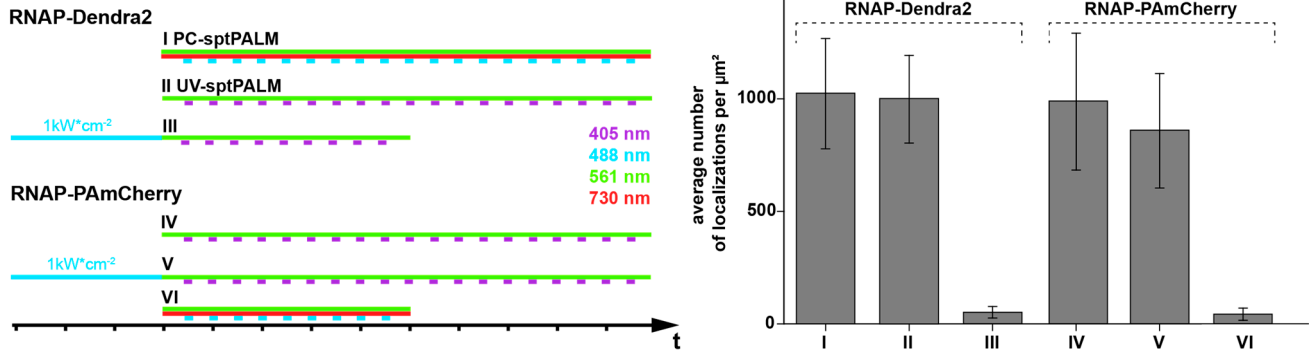 RNAP-Dendra2
I PC-sptPALM
II UV-sptPALM
1kW*cm-2
III
405 nm
488 nm
561 nm
730 nm
RNAP-PAmCherry
IV
1kW*cm-2
V
VI
t
RNAP-Dendra2
RNAP-PAmCherry
average number
of localizations per µm²
1000
500
0
I
II
III
IV
V
VI